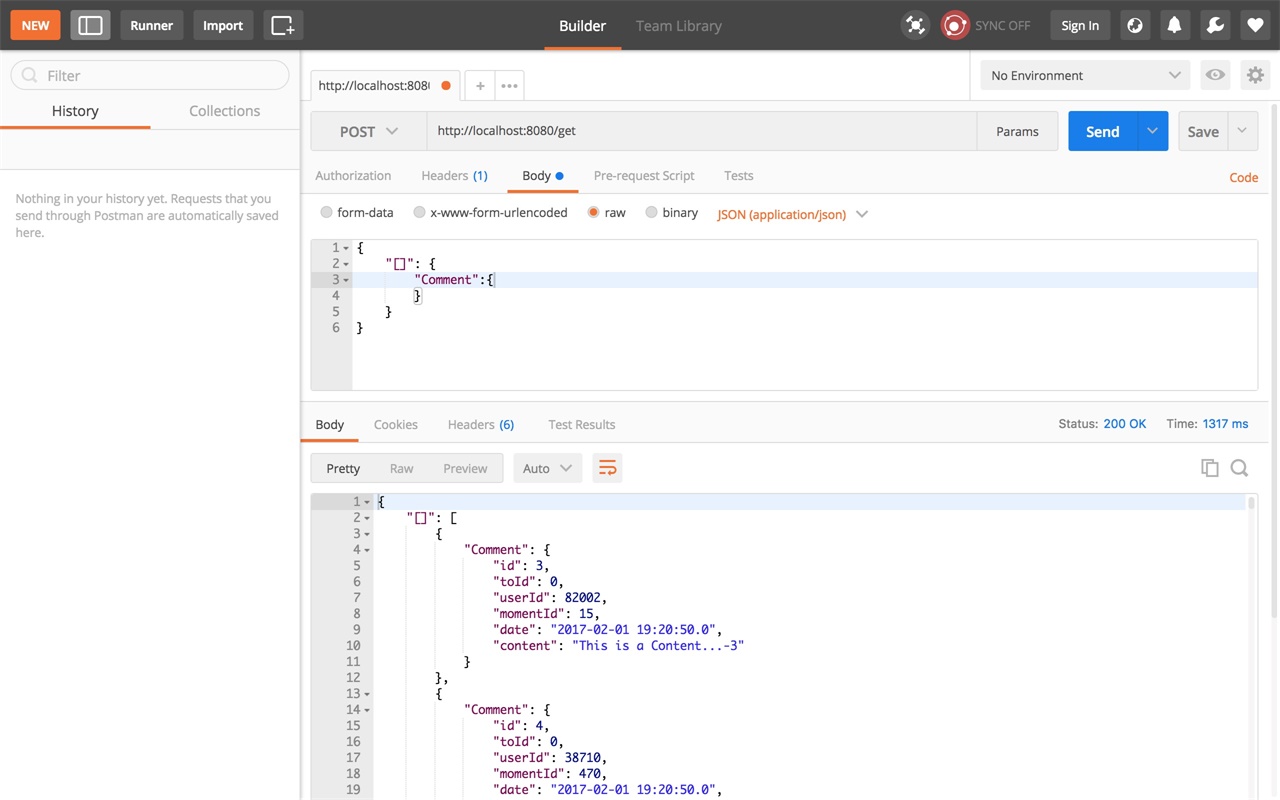 NEW
Runner
Import
Builder
Team Library
SYNC OFF
Sign In
Filter
History
Collections
Nothing in your history yet. Requests that you
send through Postman are automatically saved
here.
http://localhost:808
+
No Environment
POST
http://localhost:8080/get
Params
Send
Save
Authorization
Headers (1)
Body
Pre-request Script
Tests
Code
form-data
x-www-form-urlencoded
raw
binary
JSON (application/json)
1 {
2 "[]": {
3 "Comment":{
4 }
5 }
6 }
Body
Cookies
Headers (6)
Test Results
Status: 200 OK
Time: 1317 ms
Pretty
Raw
Preview
Auto
1 {
2 "[]": [
3 {
4 "Comment": {
5 "id": 3,
6 "toId": 0,
7 "userId": 82002,
8 "momentId": 15,
9 "date": "2017-02-01 19:20:50.0",
10 "content": "This is a Content...-3"
11 }
12 },
13 {
14 "Comment": {
15 "id": 4,
16 "toId": 0,
17 "userId": 38710,
18 "momentId": 470,
19 "date": "2017-02-01 19:20:50.0",